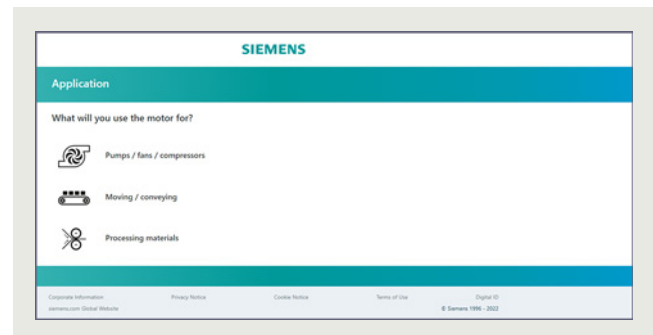 SIEMENS
Application
What will you use the motor for?
Pumps / fans / compressors
Moving / conveying
Processing materials
Corporate Information Privacy Notice Cookie Notice Terms of Use Digital ID
siemens.com Global Website © Siemens 1996 - 2022